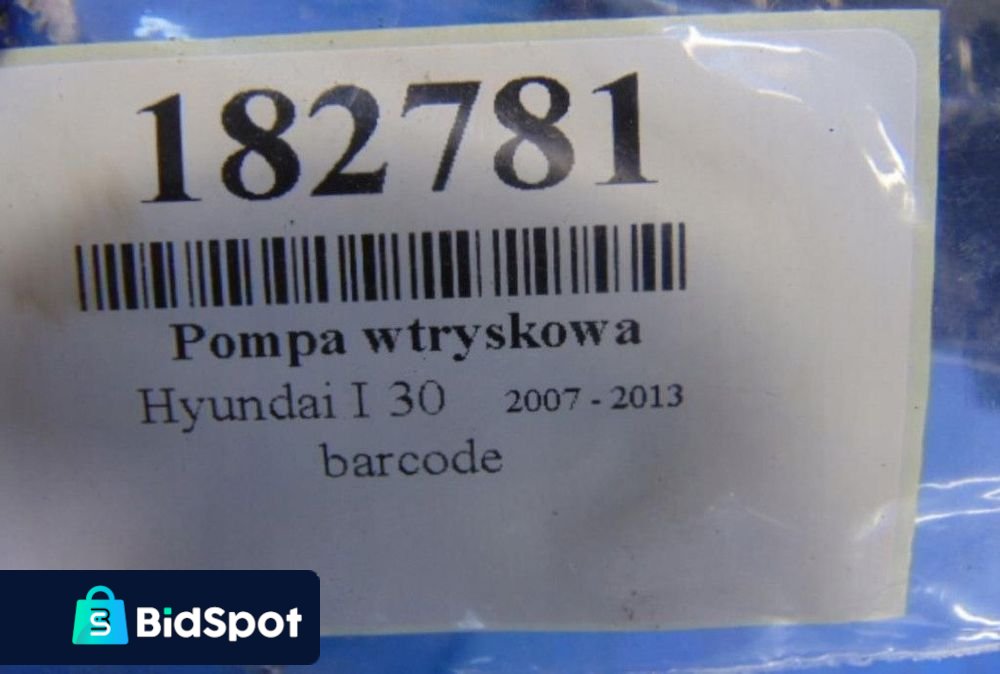 182781
Pompa wtryskowa
Hyundai I 30 2007 - 2013
barcode
BidSpot